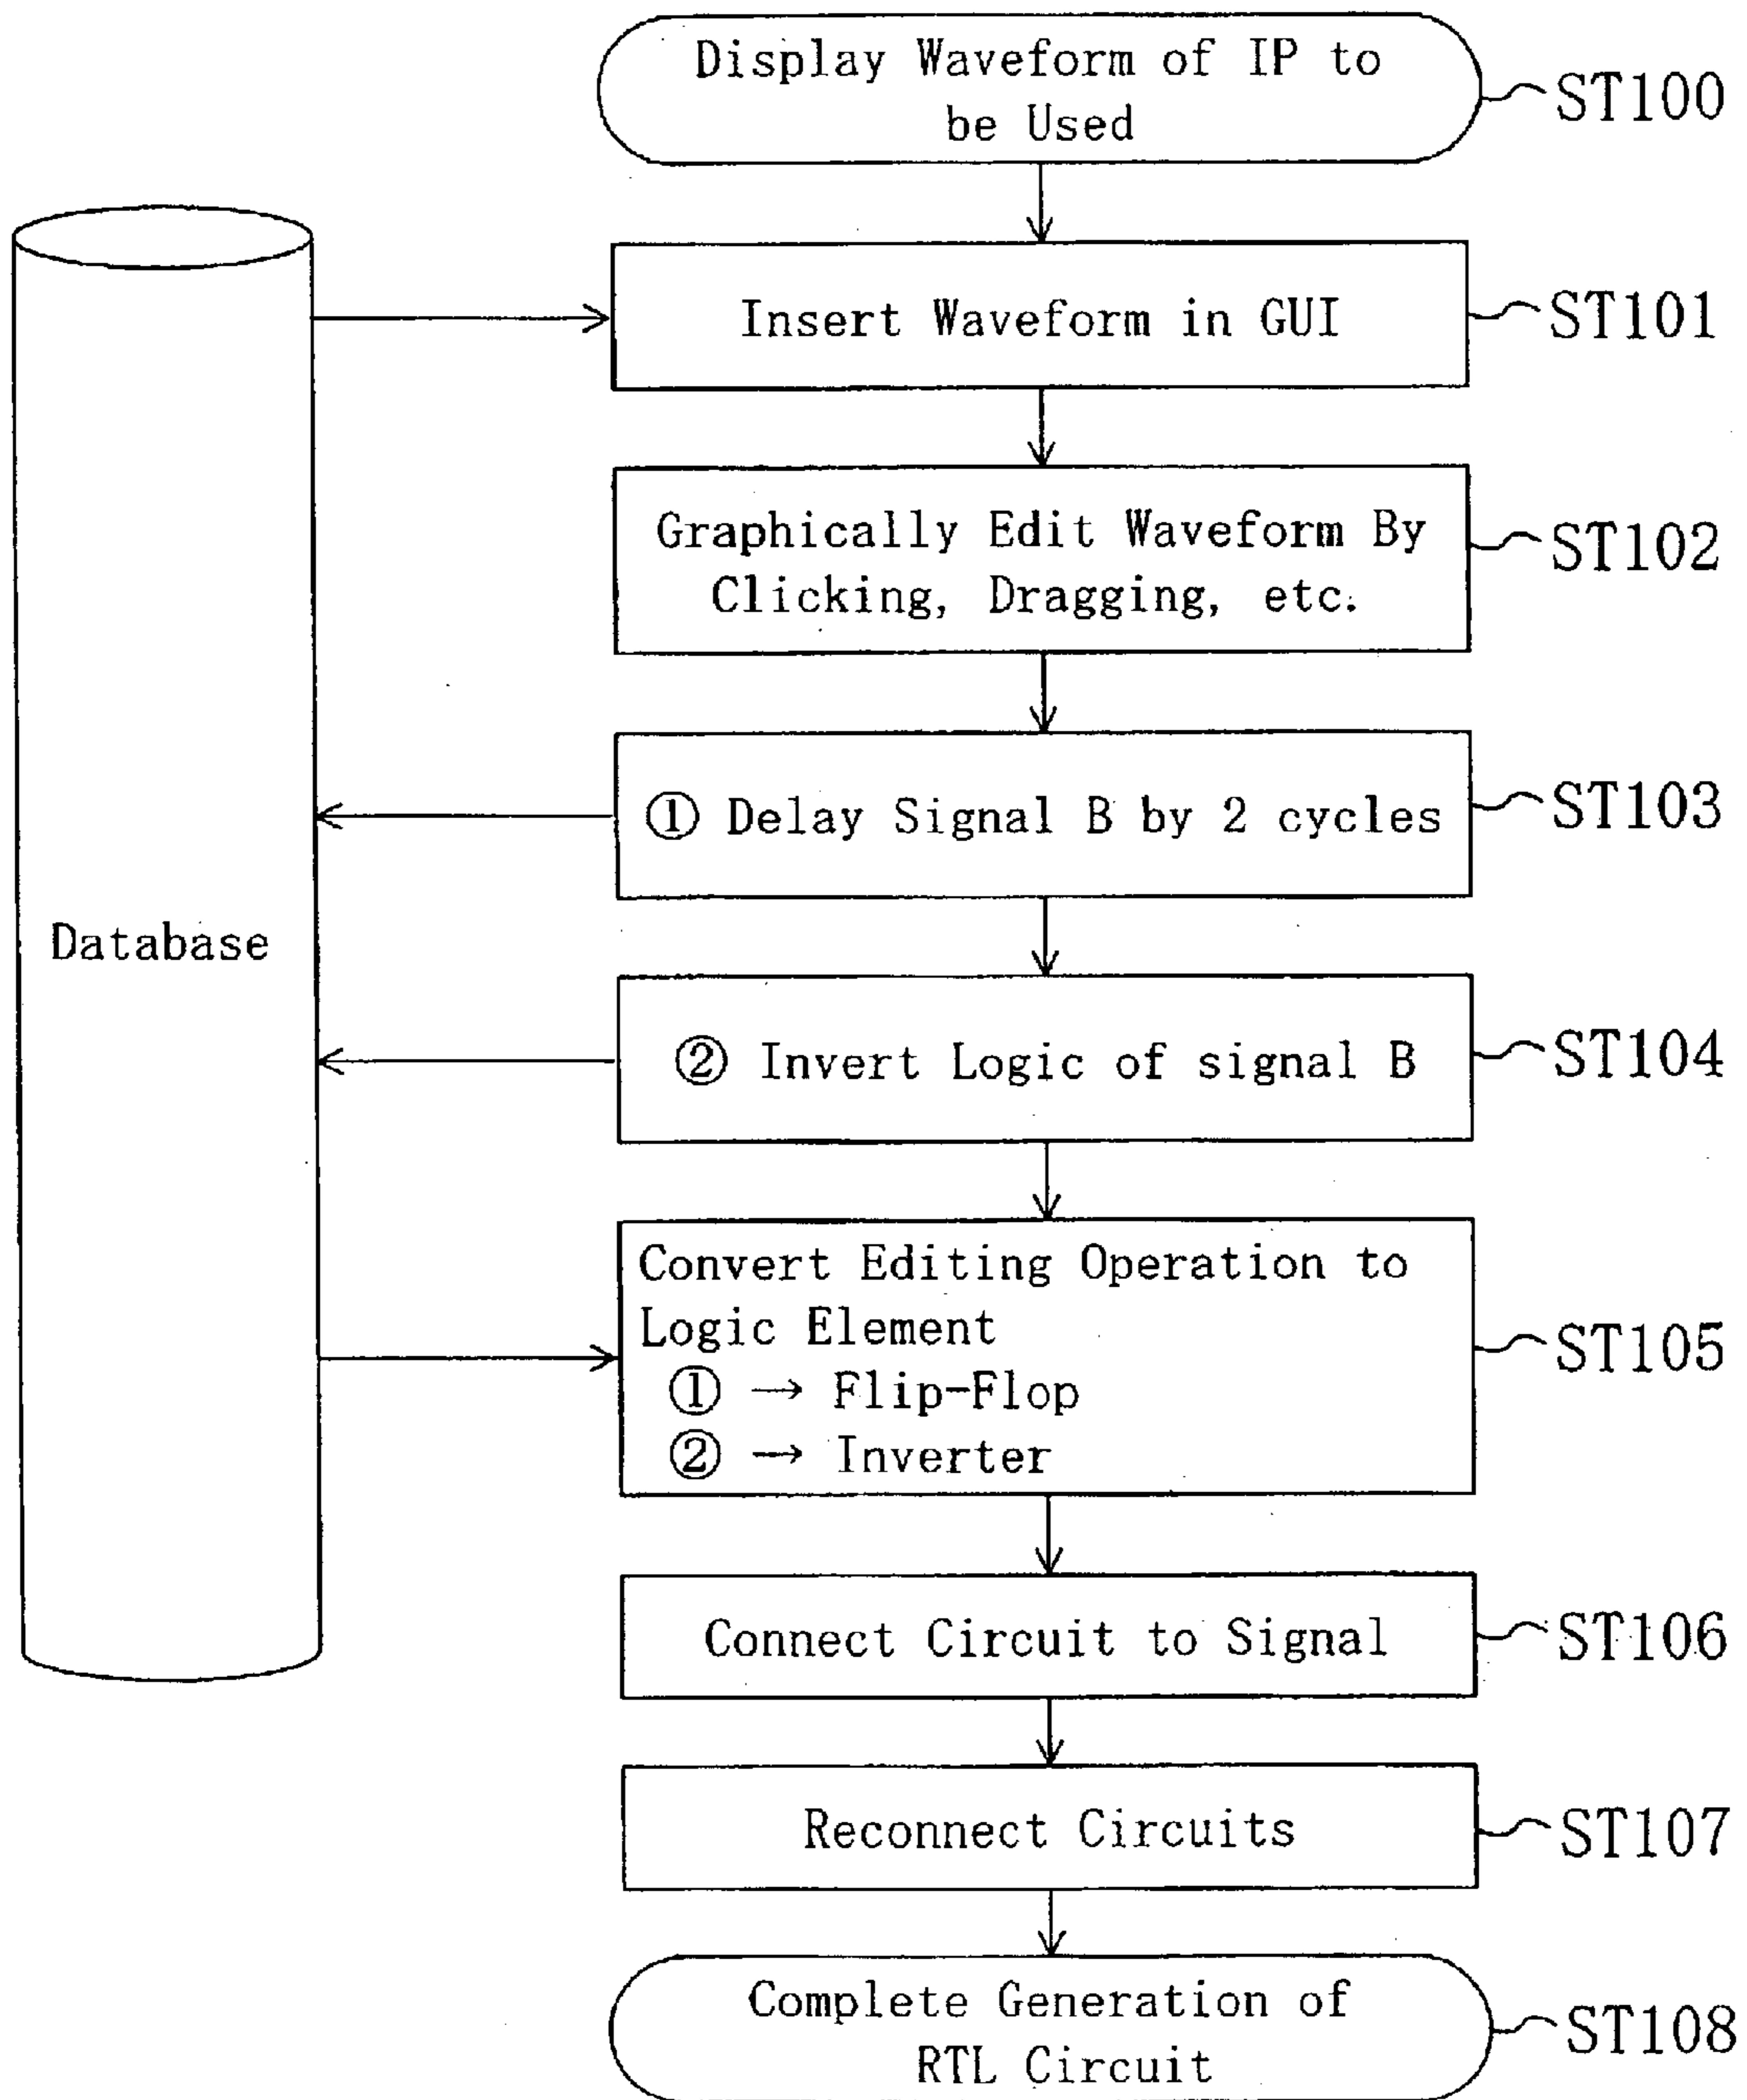 Display Waveform of IP to
be Used
ST100
Insert Waveform in GUI
ST101
Graphically Edit Waveform By
Clicking, Dragging, etc.
ST102
① Delay Signal B by 2 cycles
ST103
Database
② Invert Logic of signal B
ST104
Convert Editing Operation to
Logic Element
① → Flip-Flop
② → Inverter
ST105
Connect Circuit to Signal
ST106
Reconnect Circuits
ST107
Complete Generation of
RTL Circuit
ST108